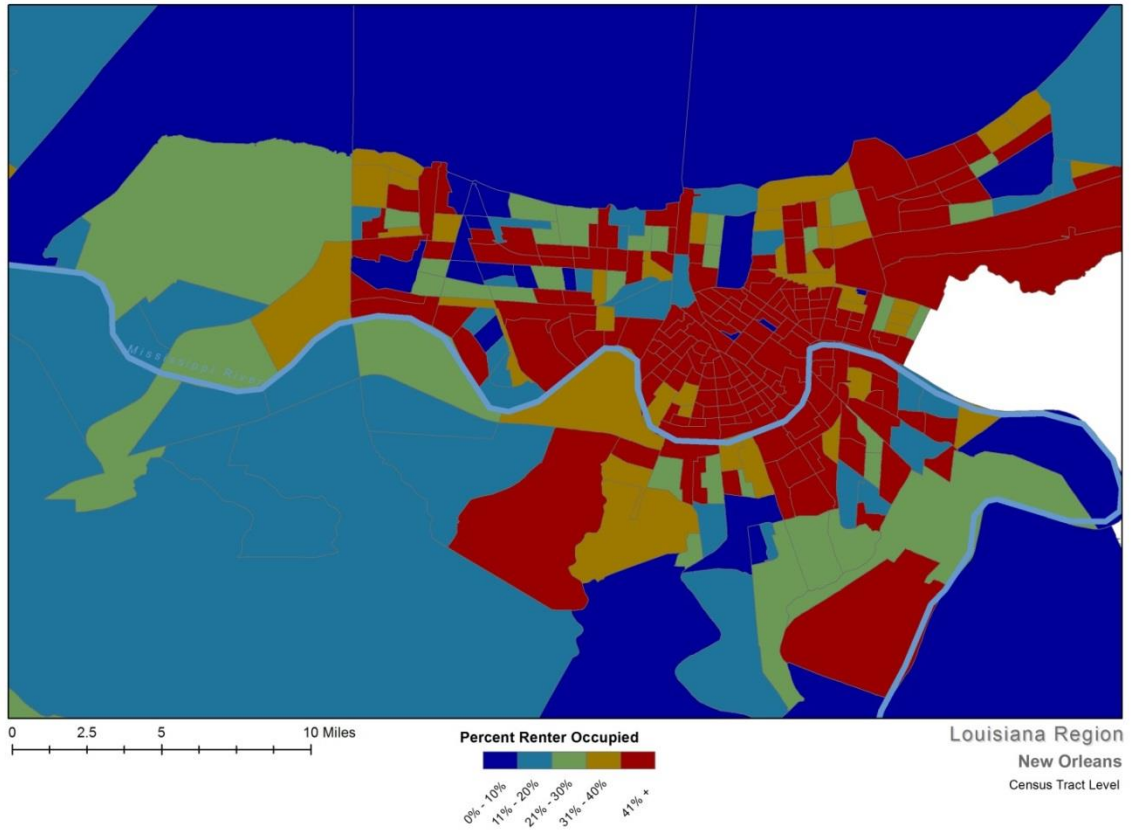 Mississippi River
0 2.5 5 10 Miles
Percent Renter Occupied
0% - 10%
11% - 20%
21% - 30%
31% - 40%
41% +
Louisiana Region
New Orleans
Census Tract Level